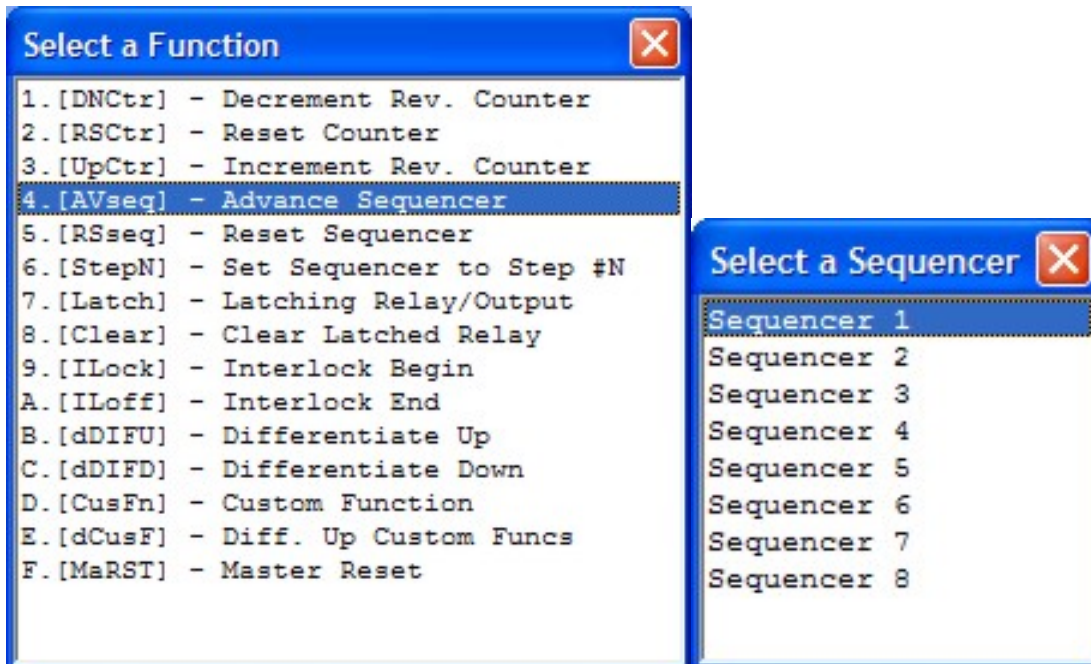 Select a Function
1.[DNCtr] - Decrement Rev. Counter
2.[RSCtr] - Reset Counter
3.[UpCtr] - Increment Rev. Counter
4.[AVseq] - Advance Sequencer
5.[RSseq] - Reset Sequencer
6.[StepN] - Set Sequencer to Step #N
7.[Latch] - Latching Relay/Output
8.[Clear] - Clear Latched Relay
9.[ILock] - Interlock Begin
A.[ILoff] - Interlock End
B.[dDIFU] - Differentiate Up
C.[dDIFD] - Differentiate Down
D.[CusFn] - Custom Function
E.[dCusF] - Diff. Up Custom Funcs
F.[MaRST] - Master Reset
Select a Sequencer
Sequencer 1
Sequencer 2
Sequencer 3
Sequencer 4
Sequencer 5
Sequencer 6
Sequencer 7
Sequencer 8